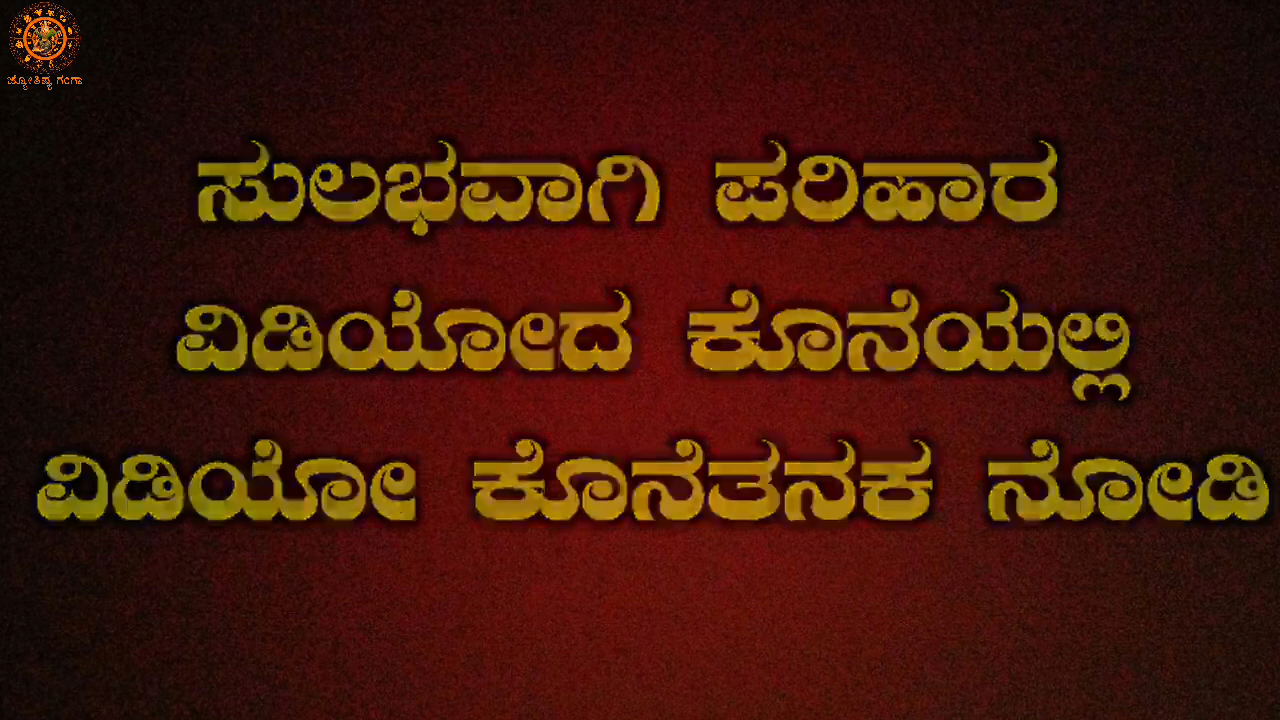 ಜ್ಯೋತಿಷ್ಯ ಗಂಗಾ
ಸುಲಭವಾಗಿ ಪರಿಹಾರ
ವಿಡಿಯೋದ ಕೊನೆಯಲ್ಲಿ
ವಿಡಿಯೋ ಕೊನೆತನಕ ನೋಡಿ